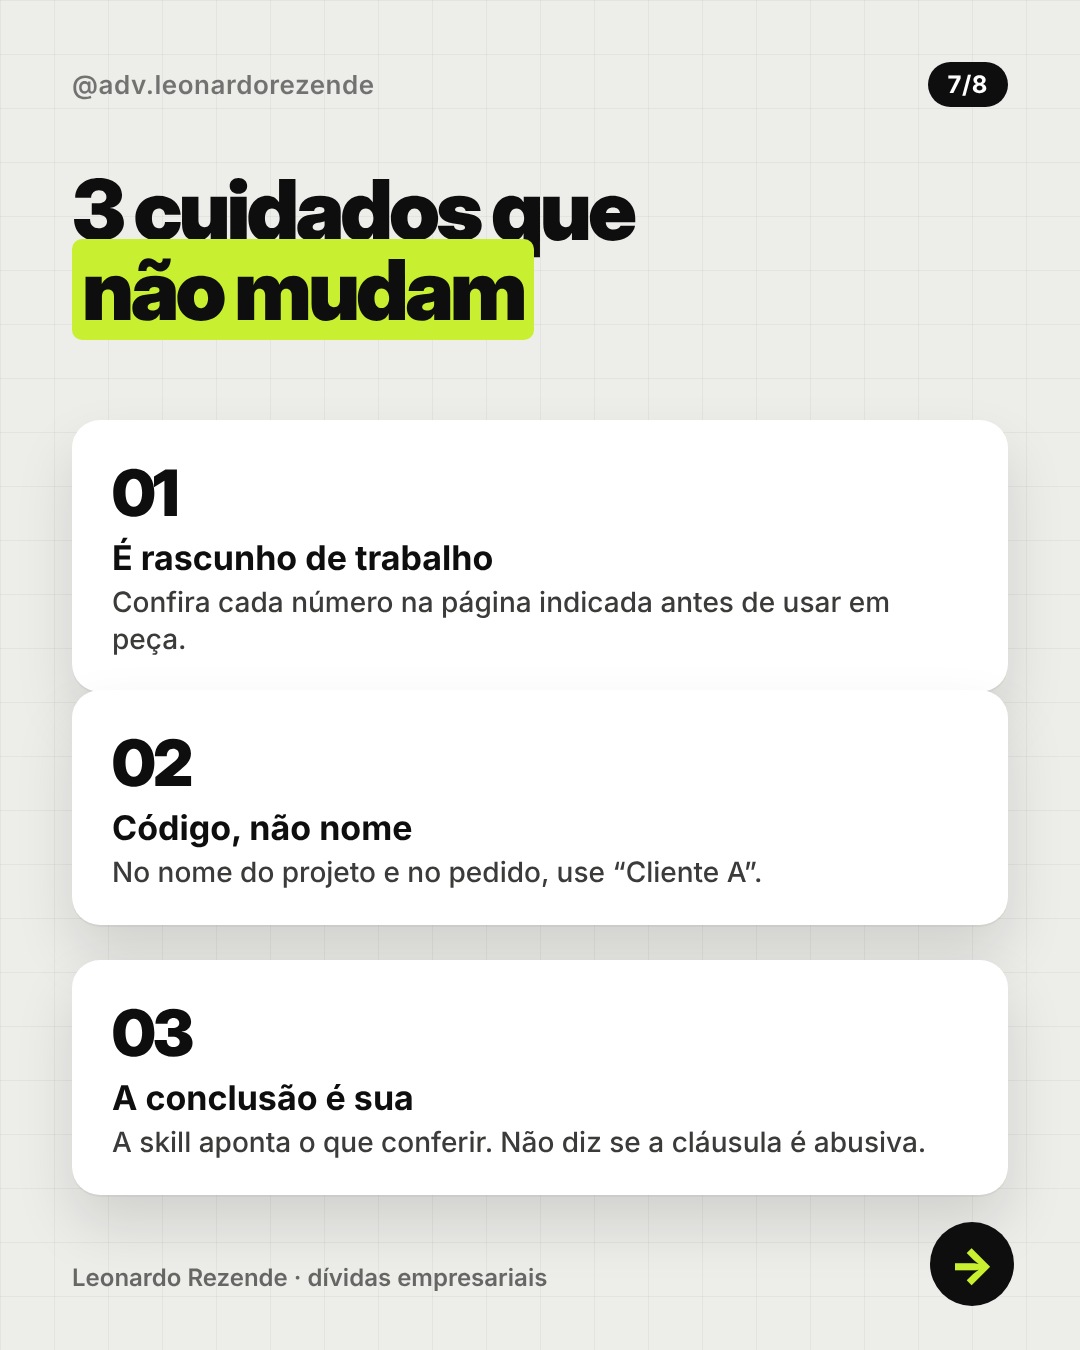 @adv.leonardorezende
7/8
3 cuidados que
não mudam
01
É rascunho de trabalho
Confira cada número na página indicada antes de usar em
peça.
02
Código, não nome
No nome do projeto e no pedido, use “Cliente A”.
03
A conclusão é sua
A skill aponta o que conferir. Não diz se a cláusula é abusiva.
Leonardo Rezende · dívidas empresariais